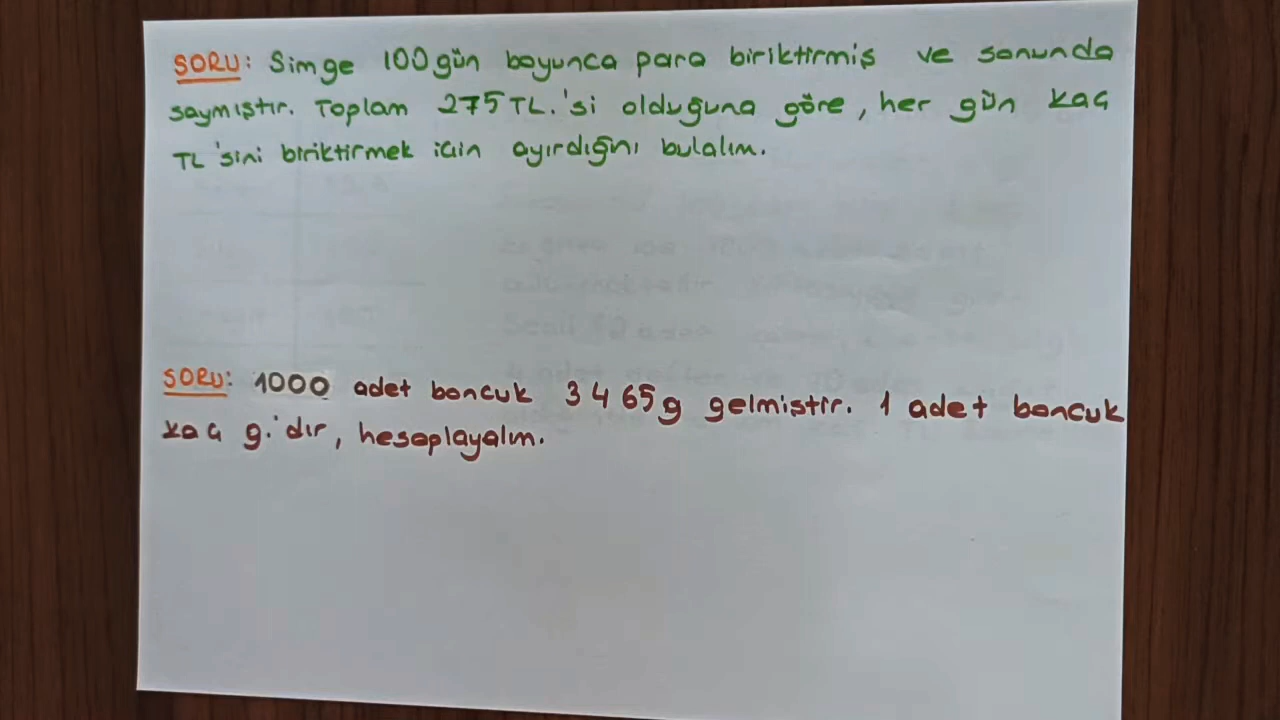 SORU: Simge 100 gün boyunca para biriktirmiş ve sonunda
saymıştır. Toplam 275 TL.'si olduğuna göre, her gün kaç
TL'sini biriktirmek için ayırdığını bulalım.
SORU: 1000 adet boncuk 3465g gelmiştir. 1 adet boncuk
kaç g.'dır, hesaplayalım.